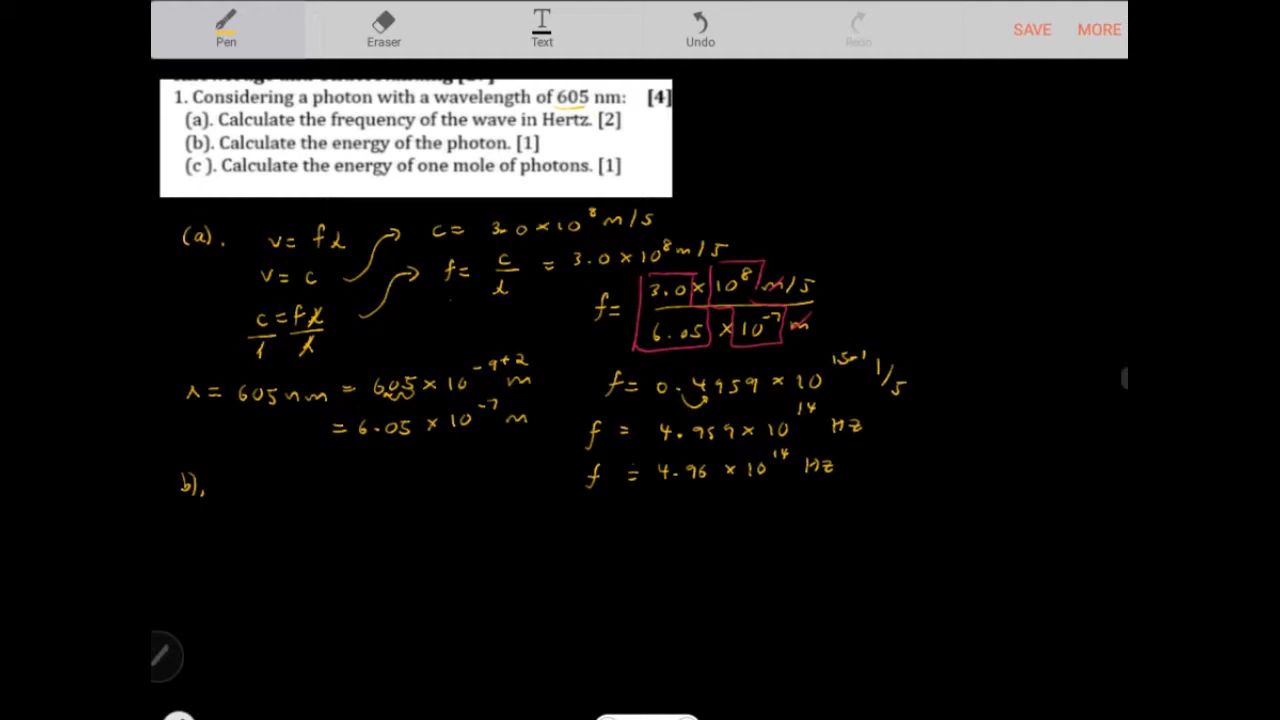 Pen Eraser Text Undo Redo SAVE MORE
1. Considering a photon with a wavelength of 605 nm: [4]
(a). Calculate the frequency of the wave in Hertz. [2]
(b). Calculate the energy of the photon. [1]
(c ). Calculate the energy of one mole of photons. [1]
(a). v = fλ
v = c
c = fλ
λ λ
c = 3.0 × 10⁸ m/s
f = c/λ = 3.0 × 10⁸ m/s
f = 3.0 × 10⁸ m/s
6.05 × 10⁻⁷ m
λ = 605 nm = 605 × 10⁻⁹⁺² m
= 6.05 × 10⁻⁷ m
f = 0.4959 × 10¹⁵⁻¹ 1/s
f = 4.959 × 10¹⁴ Hz
f ≐ 4.96 × 10¹⁴ Hz
b),